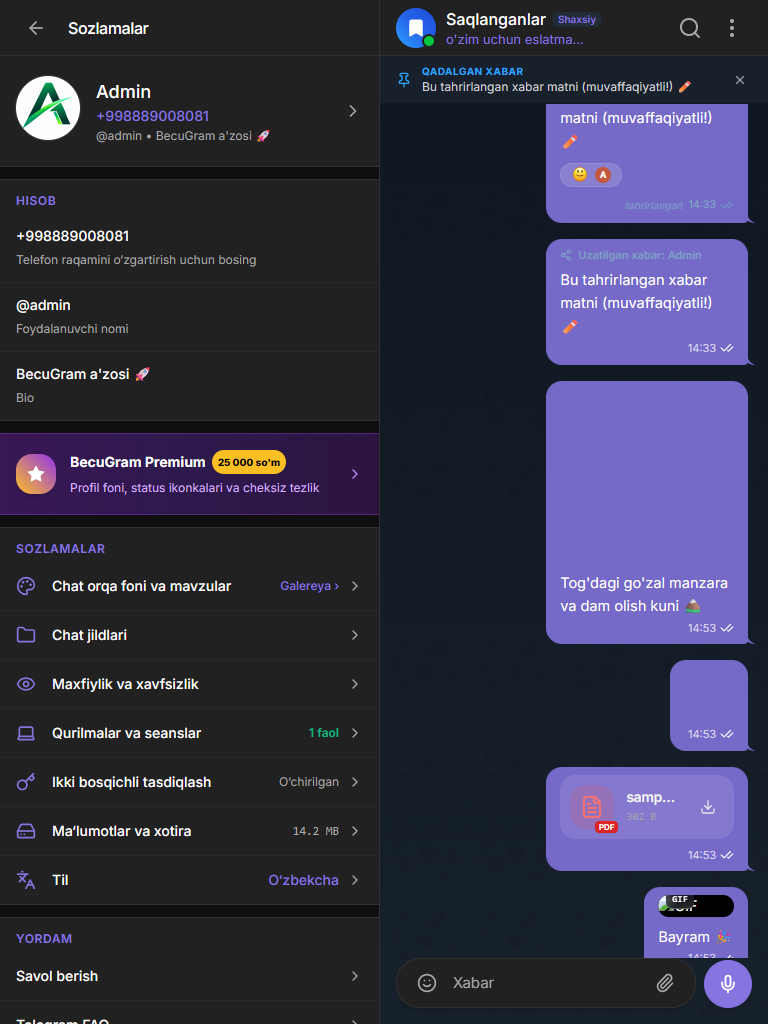 Sozlamalar
Admin
+998889008081
@admin • BecuGram a'zosi 🚀
HISOB
+998889008081
Telefon raqamini o‘zgartirish uchun bosing
@admin
Foydalanuvchi nomi
BecuGram a'zosi 🚀
Bio
BecuGram Premium 25 000 so'm
Profil foni, status ikonkalari va cheksiz tezlik
SOZLAMALAR
Chat orqa foni va mavzular Galereya ›
Chat jildlari
Maxfiylik va xavfsizlik
Qurilmalar va seanslar 1 faol
Ikki bosqichli tasdiqlash O‘chirilgan
Ma’lumotlar va xotira 14.2 MB
Til O‘zbekcha
YORDAM
Savol berish
Telegram FAQ
Saqlanganlar Shaxsiy
o'zim uchun eslatma...
QADALGAN XABAR
Bu tahrirlangan xabar matni (muvaffaqiyatli!) 🖍️
matni (muvaffaqiyatli!)
🖍️
🙂 A
tahrirlangan 14:33
Uzatilgan xabar: Admin
Bu tahrirlangan xabar
matni (muvaffaqiyatli!)
🖍️
14:33
Tog'dagi go'zal manzara
va dam olish kuni ⛰️
14:53
14:53
samp...
302 B
PDF
14:53
GIF
Bayram 🎉
14:53
Xabar